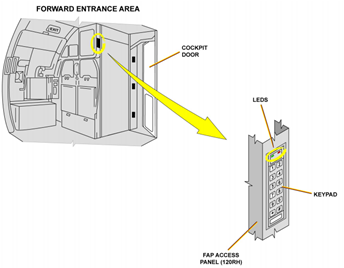 FORWARD ENTRANCE AREA
EXIT
COCKPIT
DOOR
LEDS
KEYPAD
FAP ACCESS
PANEL (120RH)